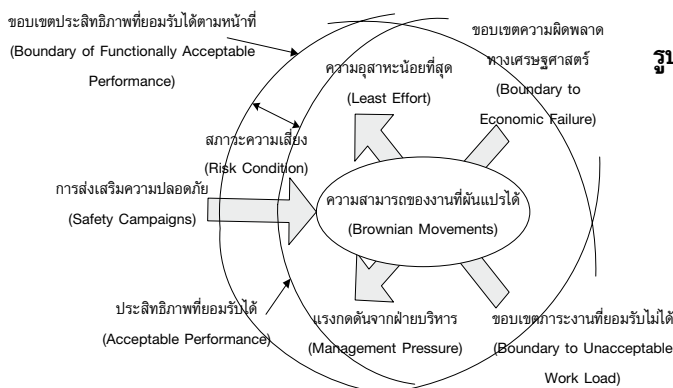 ขอบเขตประสิทธิภาพที่ยอมรับได้ตามหน้าที่
(Boundary of Functionally Acceptable
Performance)
ความอุสาหะน้อยที่สุด
(Least Effort)
ขอบเขตความผิดพลาด
ทางเศรษฐศาสตร์
(Boundary to
Economic Failure)
สภาวะความเสี่ยง
(Risk Condition)
การส่งเสริมความปลอดภัย
(Safety Campaigns)
ความสามารถของงานที่ผันแปรได้
(Brownian Movements)
ประสิทธิภาพที่ยอมรับได้
(Acceptable Performance)
แรงกดดันจากฝ่ายบริหาร
(Management Pressure)
ขอบเขตภาระงานที่ยอมรับไม่ได้
(Boundary to Unacceptable
Work Load)